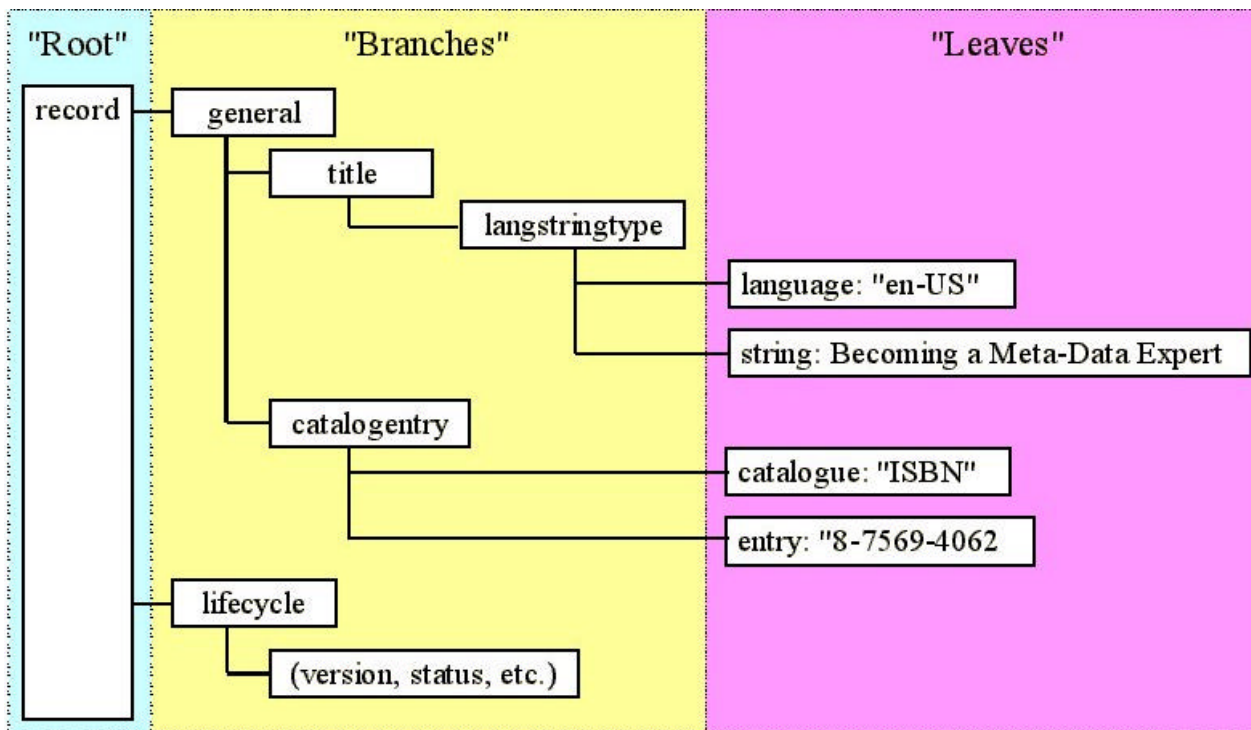 "Root"
"Branches"
"Leaves"
record
general
title
langstringtype
language: "en-US"
string: Becoming a Meta-Data Expert
catalogentry
catalogue: "ISBN"
entry: "8-7569-4062
lifecycle
(version, status, etc.)